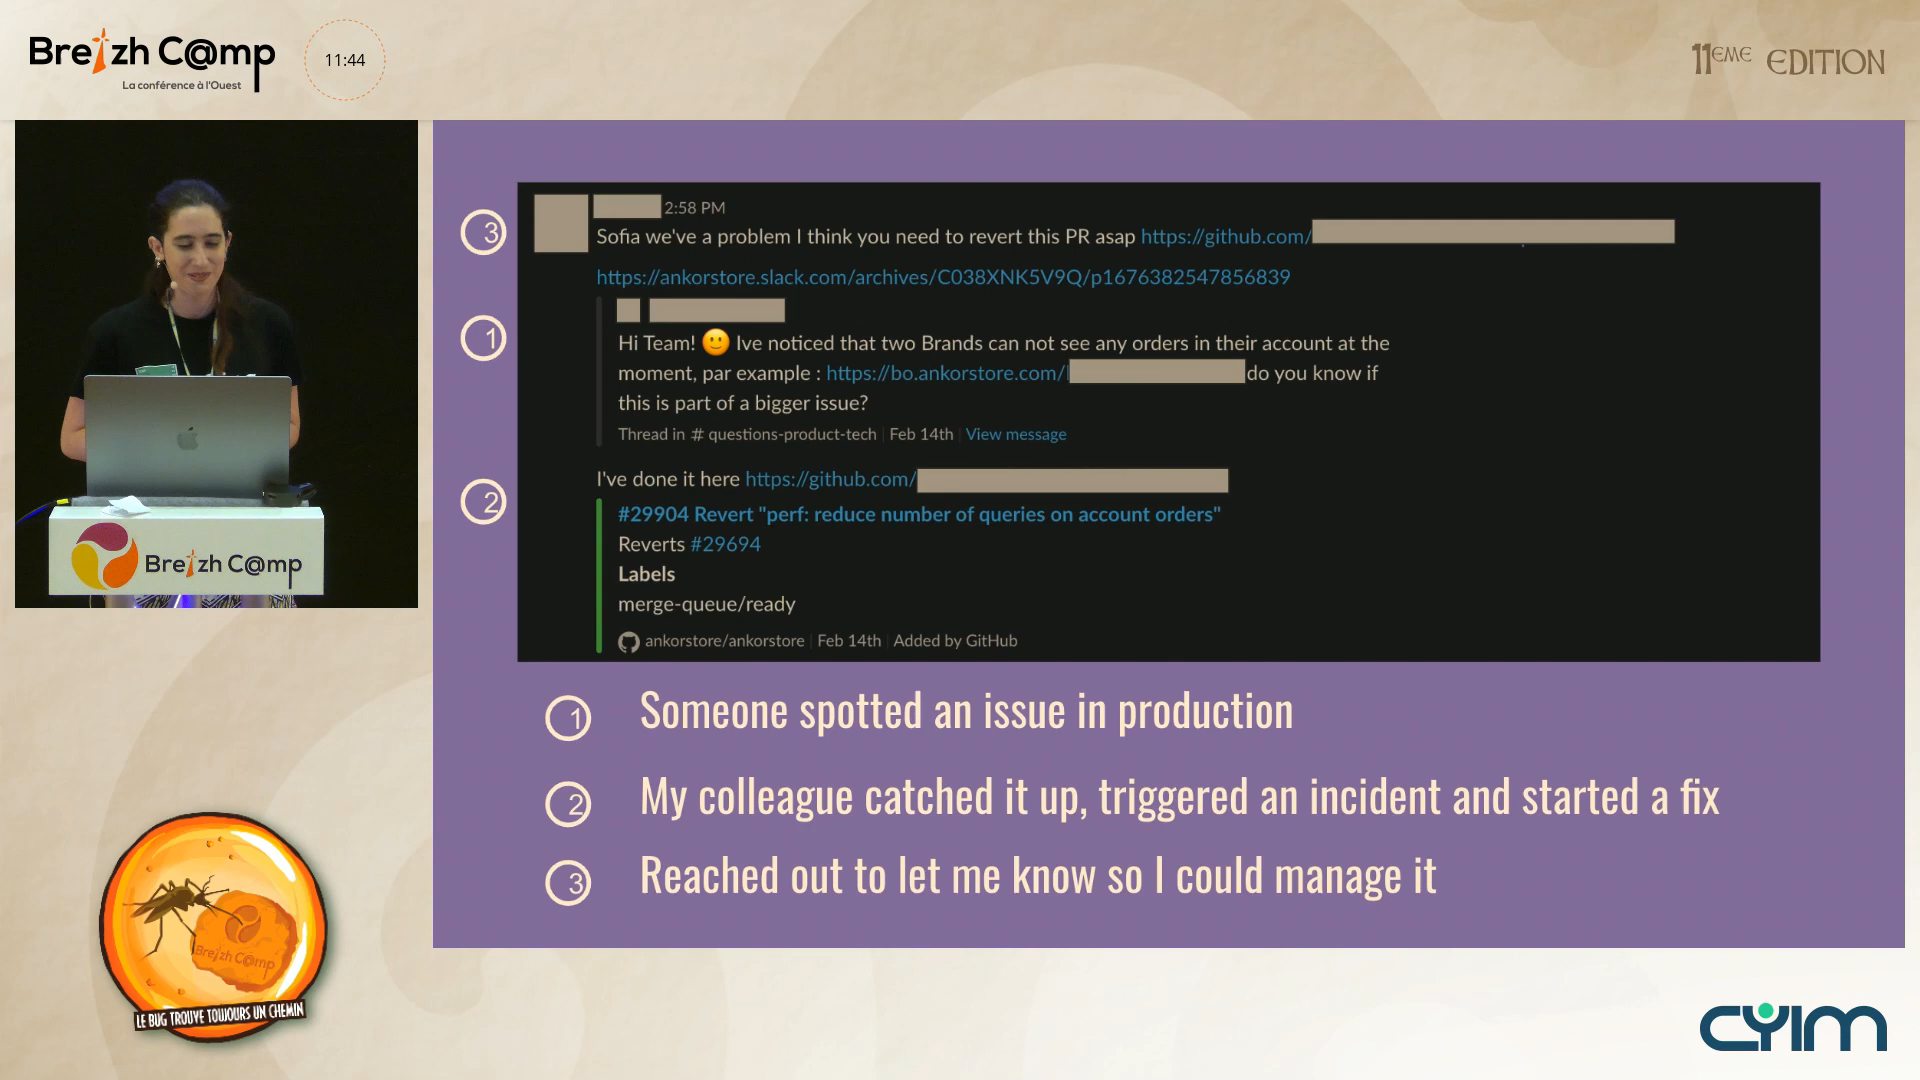 Breizh C@mp
La conférence à l'Ouest
11:44
11EME EDITION
3
2:58 PM
Sofia we've a problem I think you need to revert this PR asap https://github.com/
https://ankorstore.slack.com/archives/C038XNK5V9Q/p1676382547856839
1
Hi Team! 🙂 Ive noticed that two Brands can not see any orders in their account at the
moment, par example : https://bo.ankorstore.com/ do you know if
this is part of a bigger issue?
Thread in # questions-product-tech | Feb 14th | View message
2
I've done it here https://github.com/
#29904 Revert "perf: reduce number of queries on account orders"
Reverts #29694
Labels
merge-queue/ready
ankorstore/ankorstore | Feb 14th | Added by GitHub
1 Someone spotted an issue in production
2 My colleague catched it up, triggered an incident and started a fix
3 Reached out to let me know so I could manage it
Breizh C@mp
Breizh C@mp
LE BUG TROUVE TOUJOURS UN CHEMIN
CYIM